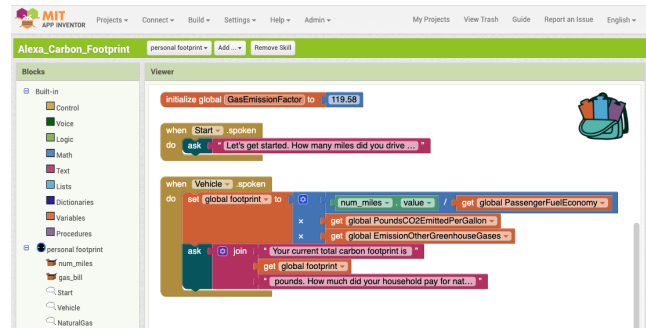 MIT
APP INVENTOR
Projects Connect Build Settings Help Admin My Projects View Trash Guide Report an Issue English
Alexa_Carbon_Footprint personal footprint Add ... Remove Skill
Blocks Viewer
Built-in
Control
Voice
Logic
Math
Text
Lists
Dictionaries
Variables
Procedures
personal footprint
num_miles
gas_bill
Start
Vehicle
NaturalGas
initialize global GasEmissionFactor to 119.58
when Start .spoken
do ask " Let's get started. How many miles did you drive ... "
when Vehicle .spoken
do set global footprint to num_miles . value / get global PassengerFuelEconomy
× get global PoundsCO2EmittedPerGallon
× get global EmissionOtherGreenhouseGases
ask join " Your current total carbon footprint is "
get global footprint
" pounds. How much did your household pay for nat... "